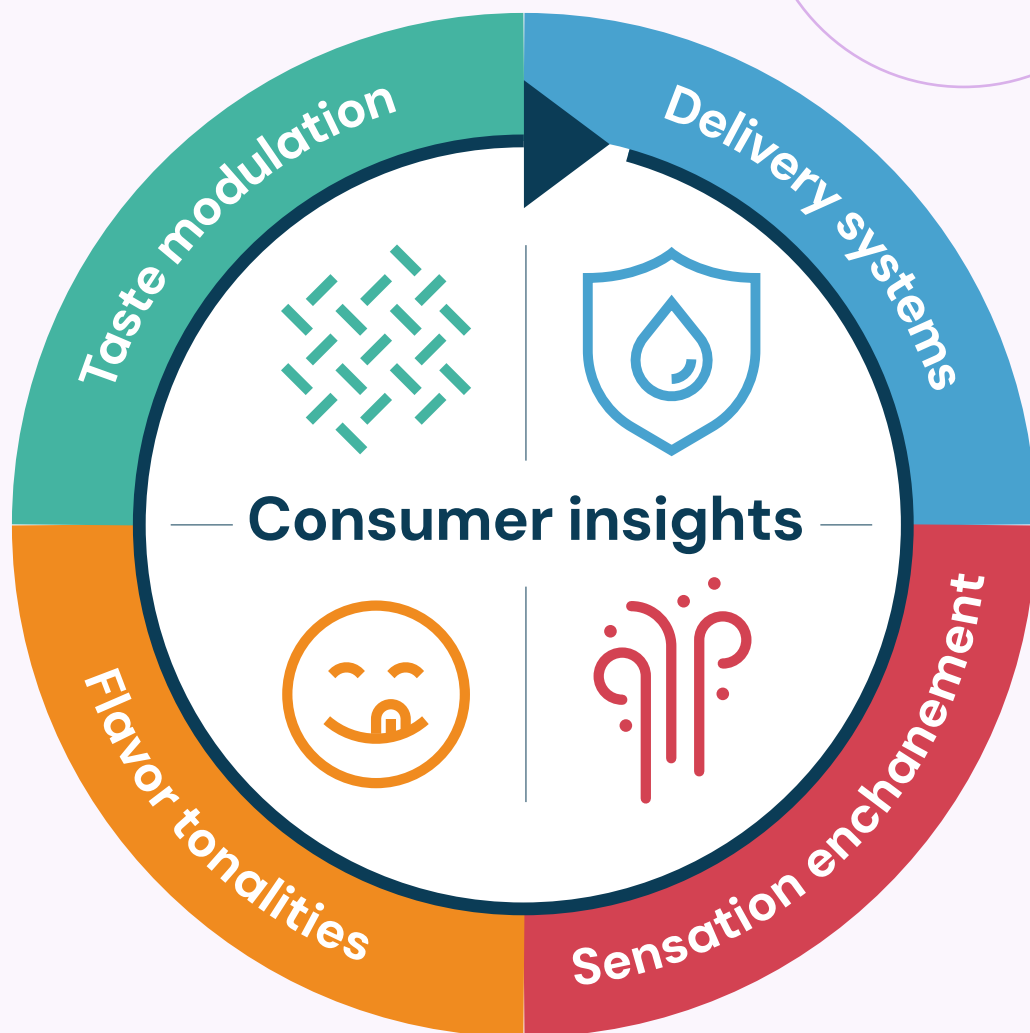 Taste modulation
Delivery systems
Consumer insights
Flavor tonalities
Sensation enchanement